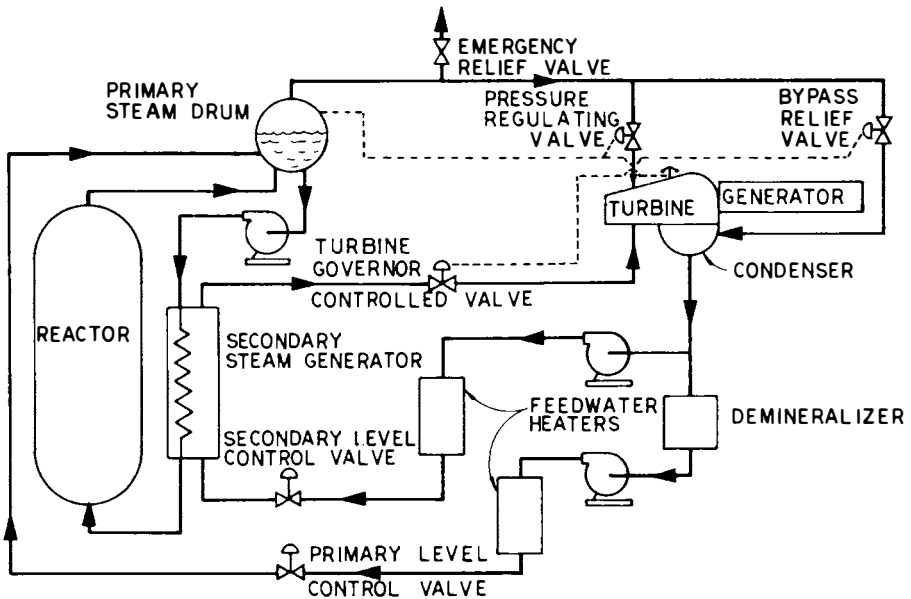 EMERGENCY
RELIEF VALVE
PRIMARY
STEAM DRUM
PRESSURE
REGULATING
VALVE
BYPASS
RELIEF
VALVE
TURBINE
GENERATOR
TURBINE
GOVERNOR
CONTROLLED VALVE
CONDENSER
REACTOR
SECONDARY
STEAM GENERATOR
FEEDWATER
HEATERS
DEMINERALIZER
SECONDARY LEVEL
CONTROL VALVE
PRIMARY LEVEL
CONTROL VALVE